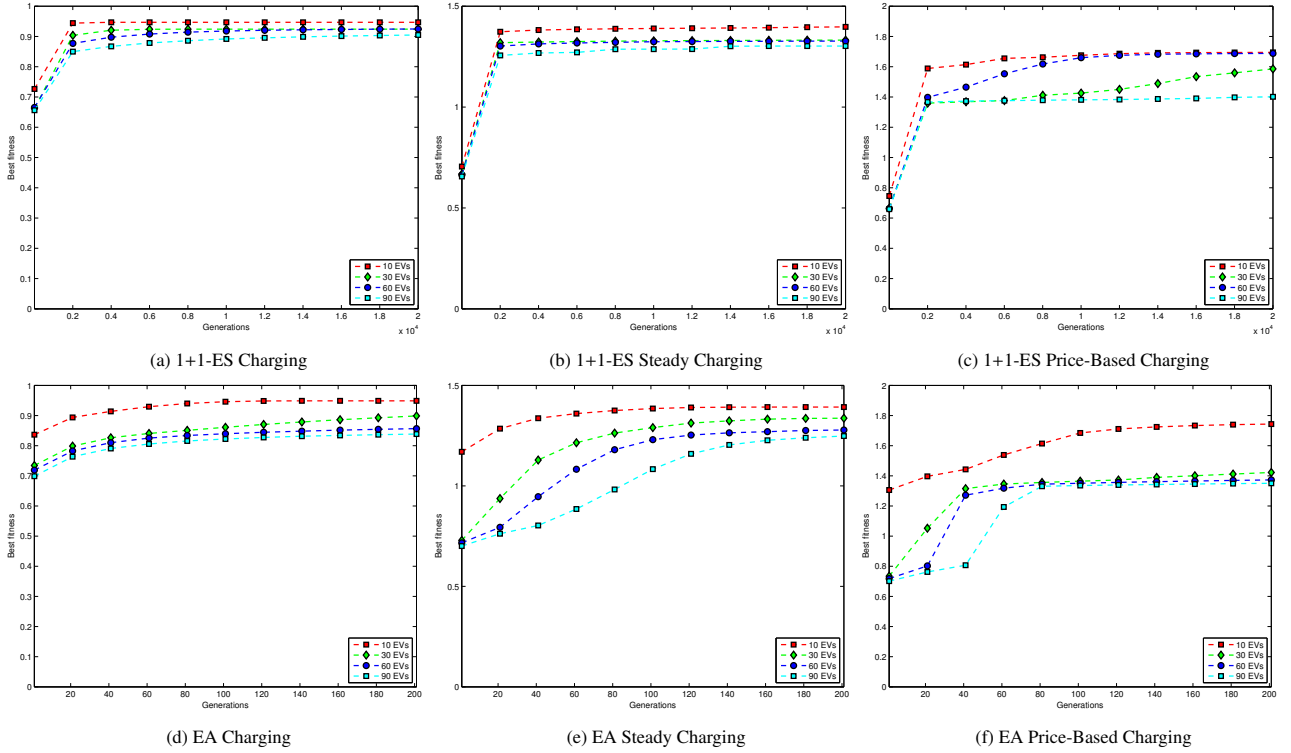 1
0.9
0.8
0.7
0.6
0.5
0.4
0.3
0.2
0.1
0
Best fitness
0.2 0.4 0.6 0.8 1.0 1.2 1.4 1.6 1.8 2
x 10^4
Generations
10 EVs
30 EVs
60 EVs
90 EVs
(a) 1+1-ES Charging
1.5
1
0.5
0
Best fitness
0.2 0.4 0.6 0.8 1.0 1.2 1.4 1.6 1.8 2
x 10^4
Generations
10 EVs
30 EVs
60 EVs
90 EVs
(b) 1+1-ES Steady Charging
2
1.8
1.6
1.4
1.2
1
0.8
0.6
0.4
0.2
0
Best fitness
0.2 0.4 0.6 0.8 1.0 1.2 1.4 1.6 1.8 2
x 10^4
Generations
10 EVs
30 EVs
60 EVs
90 EVs
(c) 1+1-ES Price-Based Charging
1
0.9
0.8
0.7
0.6
0.5
0.4
0.3
0.2
0.1
0
Best fitness
20 40 60 80 100 120 140 160 180 200
Generations
10 EVs
30 EVs
60 EVs
90 EVs
(d) EA Charging
1.5
1
0.5
0
Best fitness
20 40 60 80 100 120 140 160 180 200
Generations
10 EVs
30 EVs
60 EVs
90 EVs
(e) EA Steady Charging
2
1.8
1.6
1.4
1.2
1
0.8
0.6
0.4
0.2
0
Best fitness
20 40 60 80 100 120 140 160 180 200
Generations
10 EVs
30 EVs
60 EVs
90 EVs
(f) EA Price-Based Charging